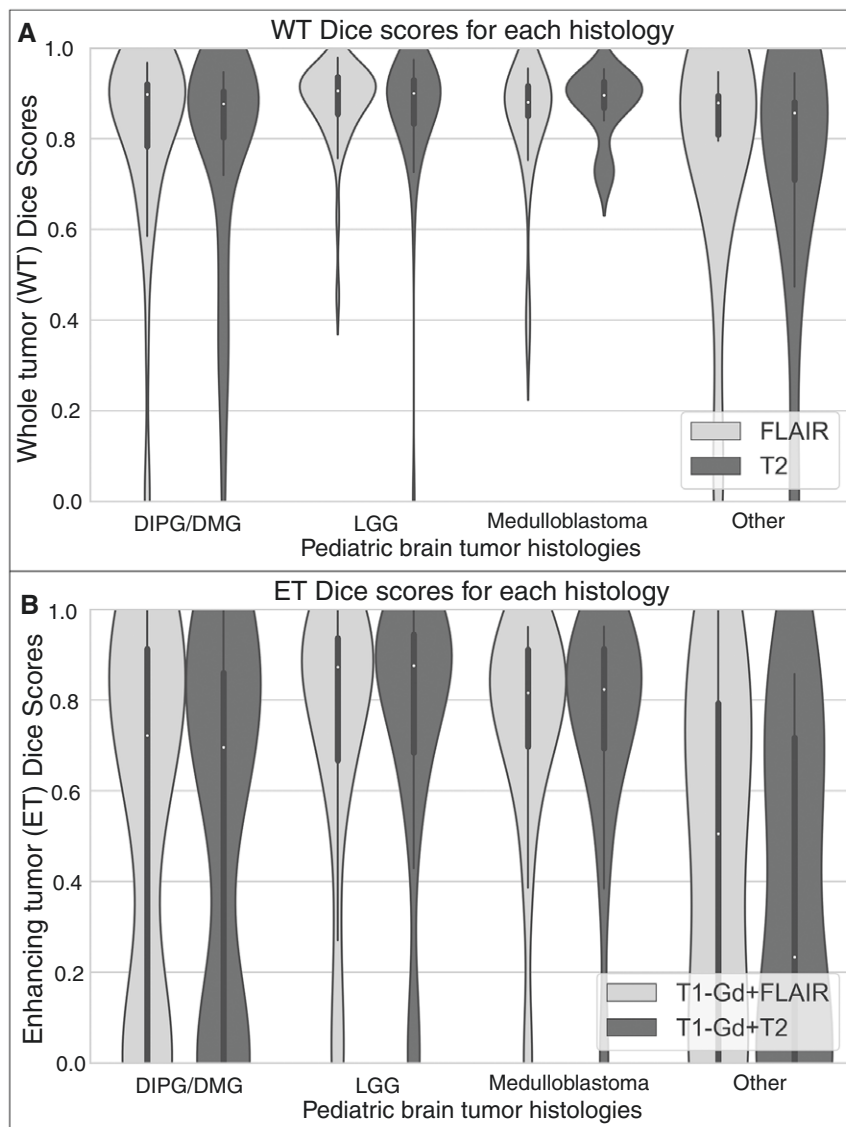 A
WT Dice scores for each histology
Whole tumor (WT) Dice Scores
1.0
0.8
0.6
0.4
0.2
0.0
FLAIR
T2
DIPG/DMG LGG Medulloblastoma Other
Pediatric brain tumor histologies
B
ET Dice scores for each histology
Enhancing tumor (ET) Dice Scores
1.0
0.8
0.6
0.4
0.2
0.0
T1-Gd+FLAIR
T1-Gd+T2
DIPG/DMG LGG Medulloblastoma Other
Pediatric brain tumor histologies